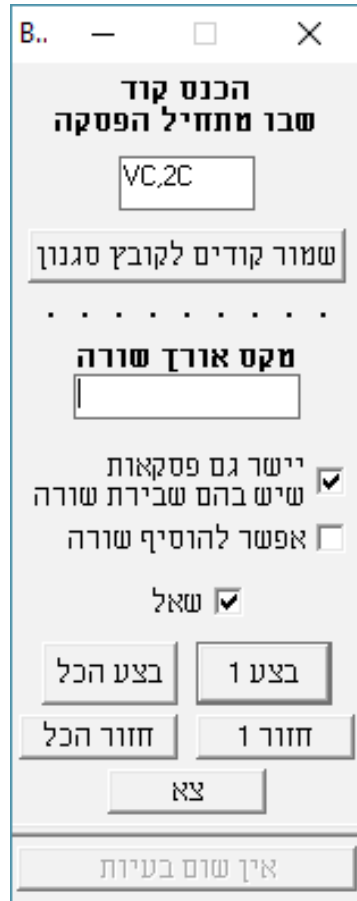 B..
הכנס קוד
שבו מתחיל הפסקה
VC,2C
שמור קודים לקובץ סגנון
. . . . . . . . .
מקס אורך שורה
יישר גם פסקאות
שיש בהם שבירת שורה
אפשר להוסיף שורה
שאל
בצע 1 בצע הכל
חזור 1 חזור הכל
צא
אין שום בעיות